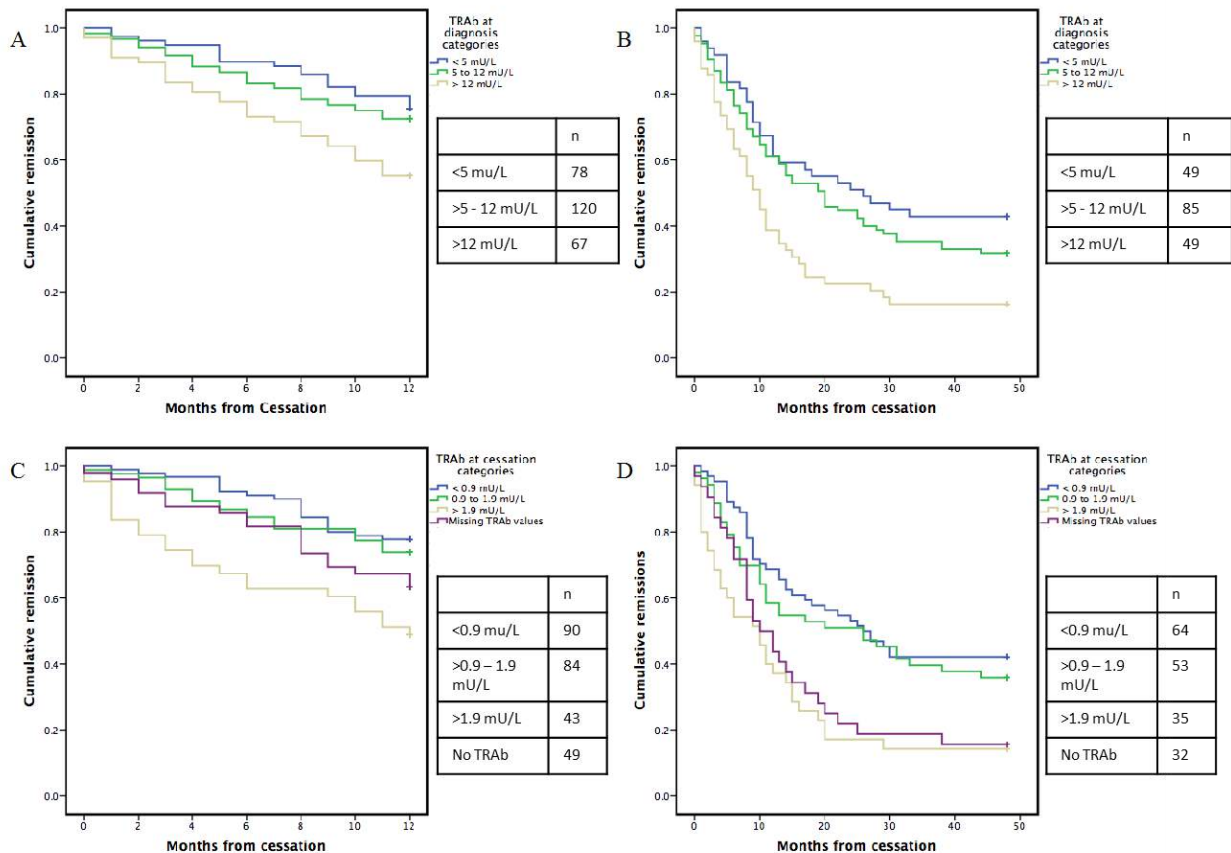 A
TRAb at
diagnosis
categories
< 5 mU/L
5 to 12 mU/L
> 12 mU/L
n
<5 mu/L 78
>5 - 12 mU/L 120
>12 mU/L 67
Cumulative remission
1.0
0.8
0.6
0.4
0.2
0.0
0 2 4 6 8 10 12
Months from Cessation
B
TRAb at
diagnosis
categories
< 5 mU/L
5 to 12 mU/L
> 12 mU/L
n
<5 mu/L 49
>5 - 12 mU/L 85
>12 mU/L 49
Cumulative remission
1.0
0.8
0.6
0.4
0.2
0.0
0 10 20 30 40 50
Months from cessation
C
TRAb at cessation
categories
< 0.9 mU/L
0.9 to 1.9 mU/L
> 1.9 mU/L
Missing TRAb values
n
<0.9 mu/L 90
>0.9 – 1.9
mU/L 84
>1.9 mU/L 43
No TRAb 49
Cumulative remission
1.0
0.8
0.6
0.4
0.2
0.0
0 2 4 6 8 10 12
Months from cessation
D
TRAb at cessation
categories
< 0.9 mU/L
0.9 to 1.9 mU/L
> 1.9 mU/L
Missing TRAb values
n
<0.9 mu/L 64
>0.9 – 1.9
mU/L 53
>1.9 mU/L 35
No TRAb 32
Cumulative remissions
1.0
0.8
0.6
0.4
0.2
0.0
0 10 20 30 40 50
Months from cessation